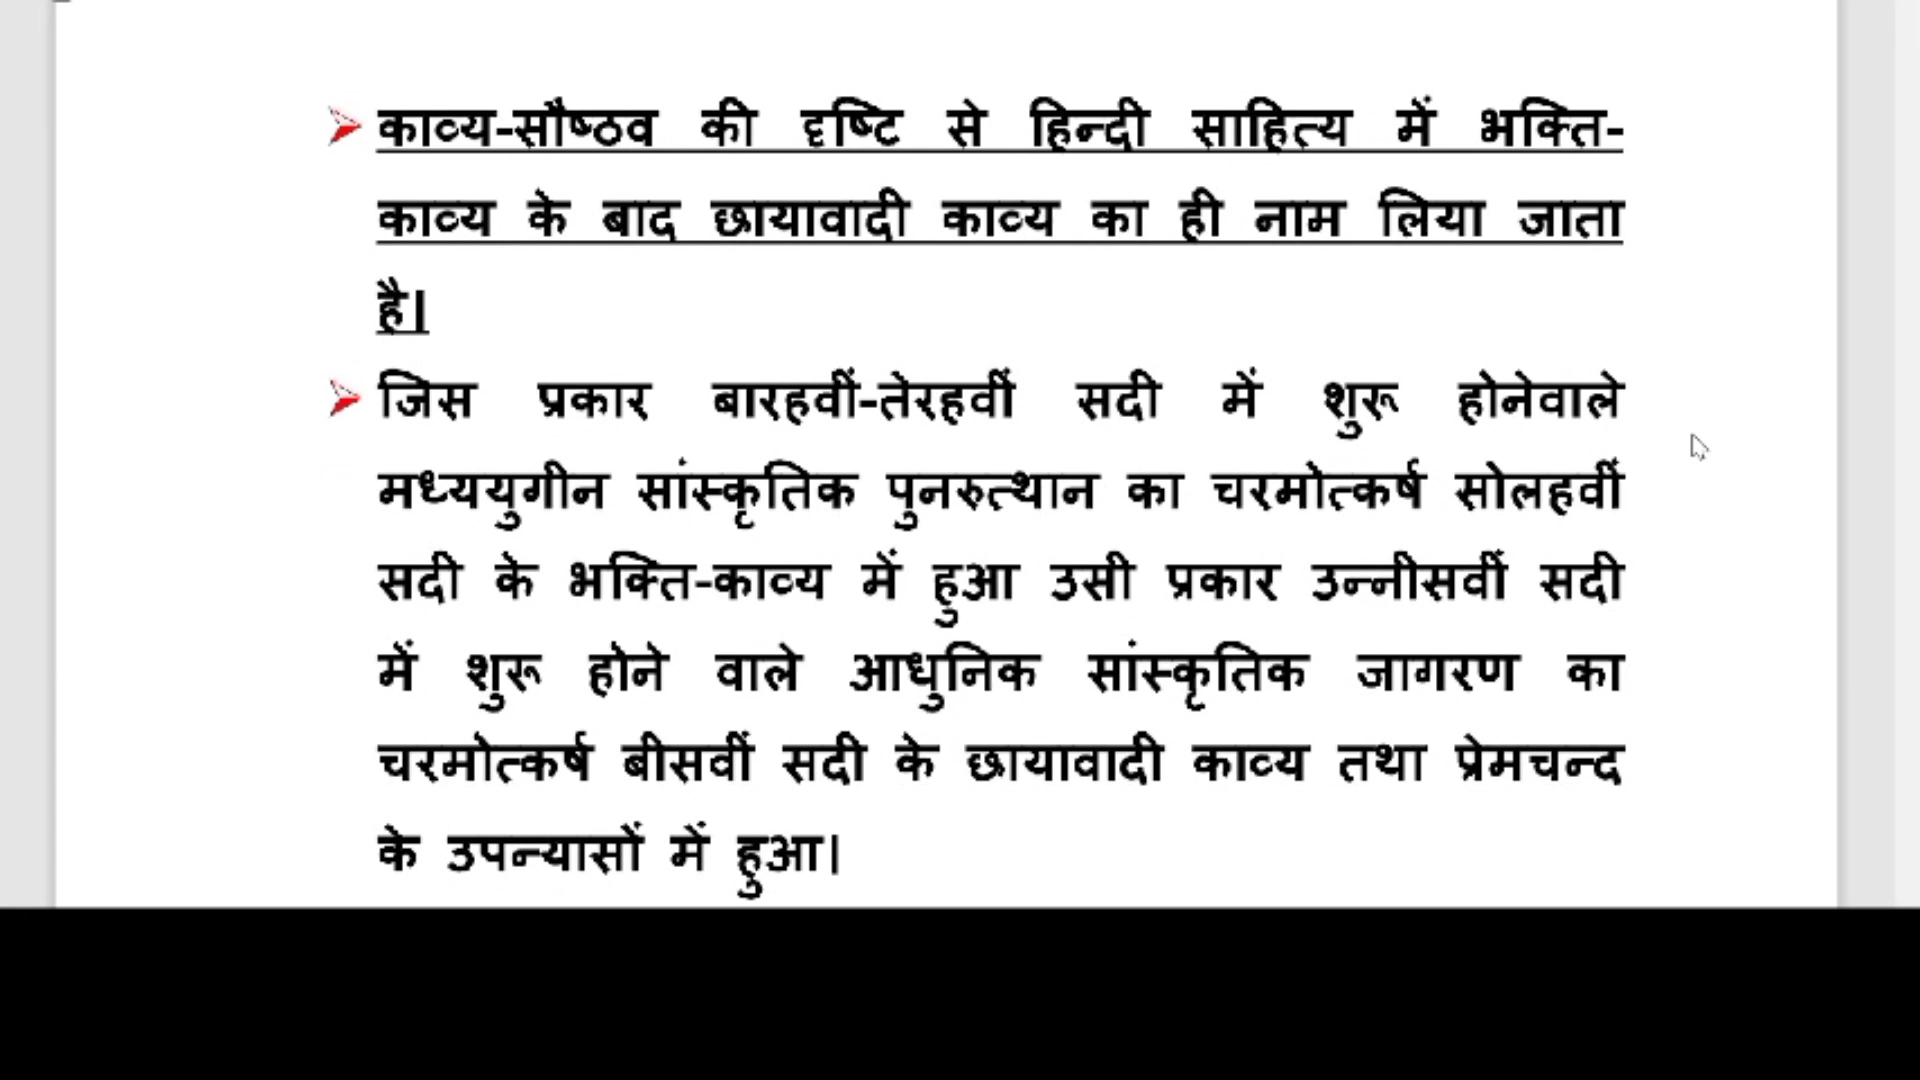 ➢ काव्य-सौष्ठव की दृष्टि से हिन्दी साहित्य में भक्ति-
काव्य के बाद छायावादी काव्य का ही नाम लिया जाता
है।
➢ जिस प्रकार बारहवीं-तेरहवीं सदी में शुरू होनेवाले
मध्ययुगीन सांस्कृतिक पुनरुत्थान का चरमोत्कर्ष सोलहवीं
सदी के भक्ति-काव्य में हुआ उसी प्रकार उन्नीसवीं सदी
में शुरू होने वाले आधुनिक सांस्कृतिक जागरण का
चरमोत्कर्ष बीसवीं सदी के छायावादी काव्य तथा प्रेमचन्द
के उपन्यासों में हुआ।